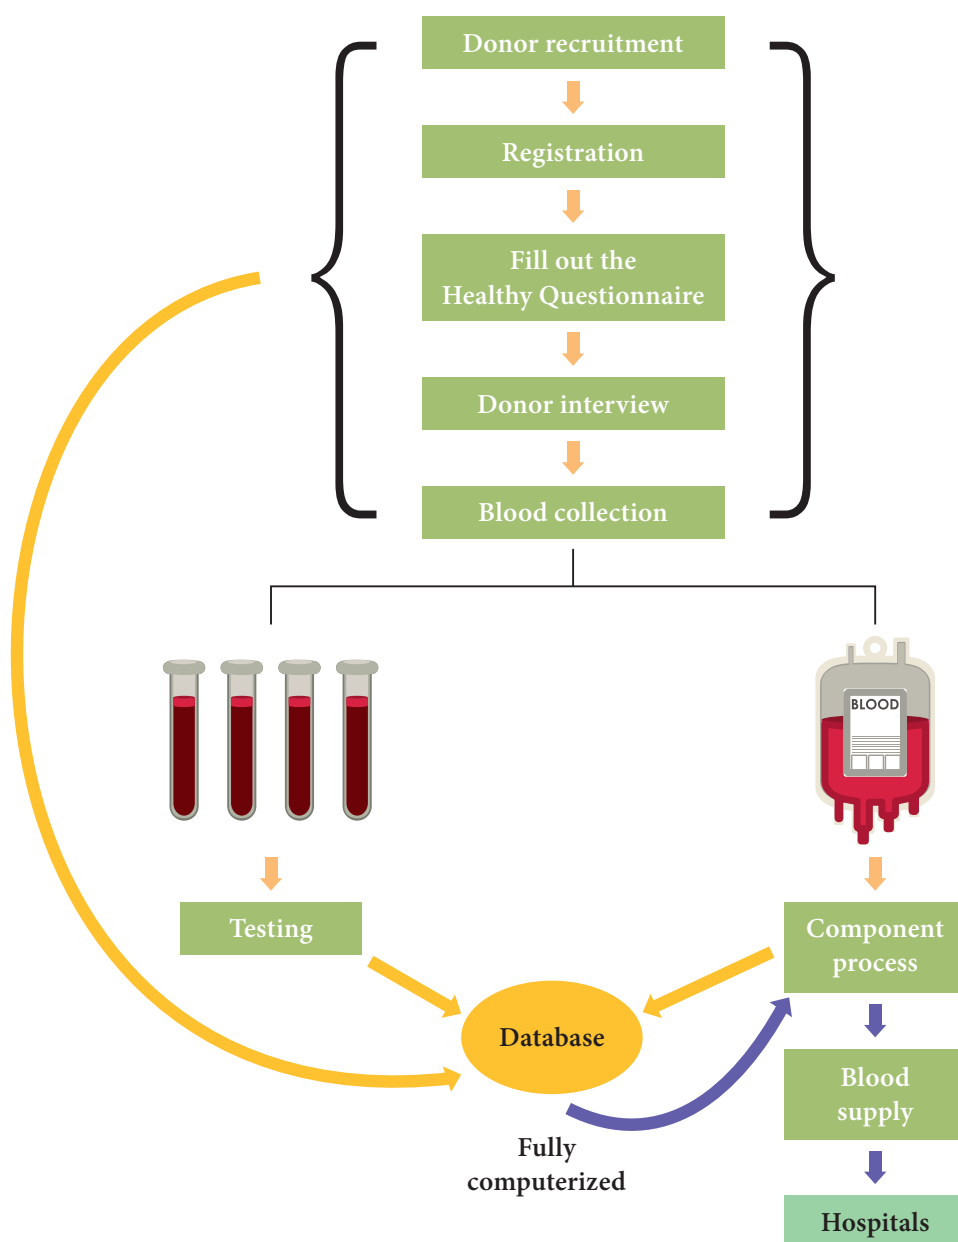 Donor recruitment
Registration
Fill out the
Healthy Questionnaire
Donor interview
Blood collection
BLOOD
Testing
Component
process
Database
Blood
supply
Fully
computerized
Hospitals